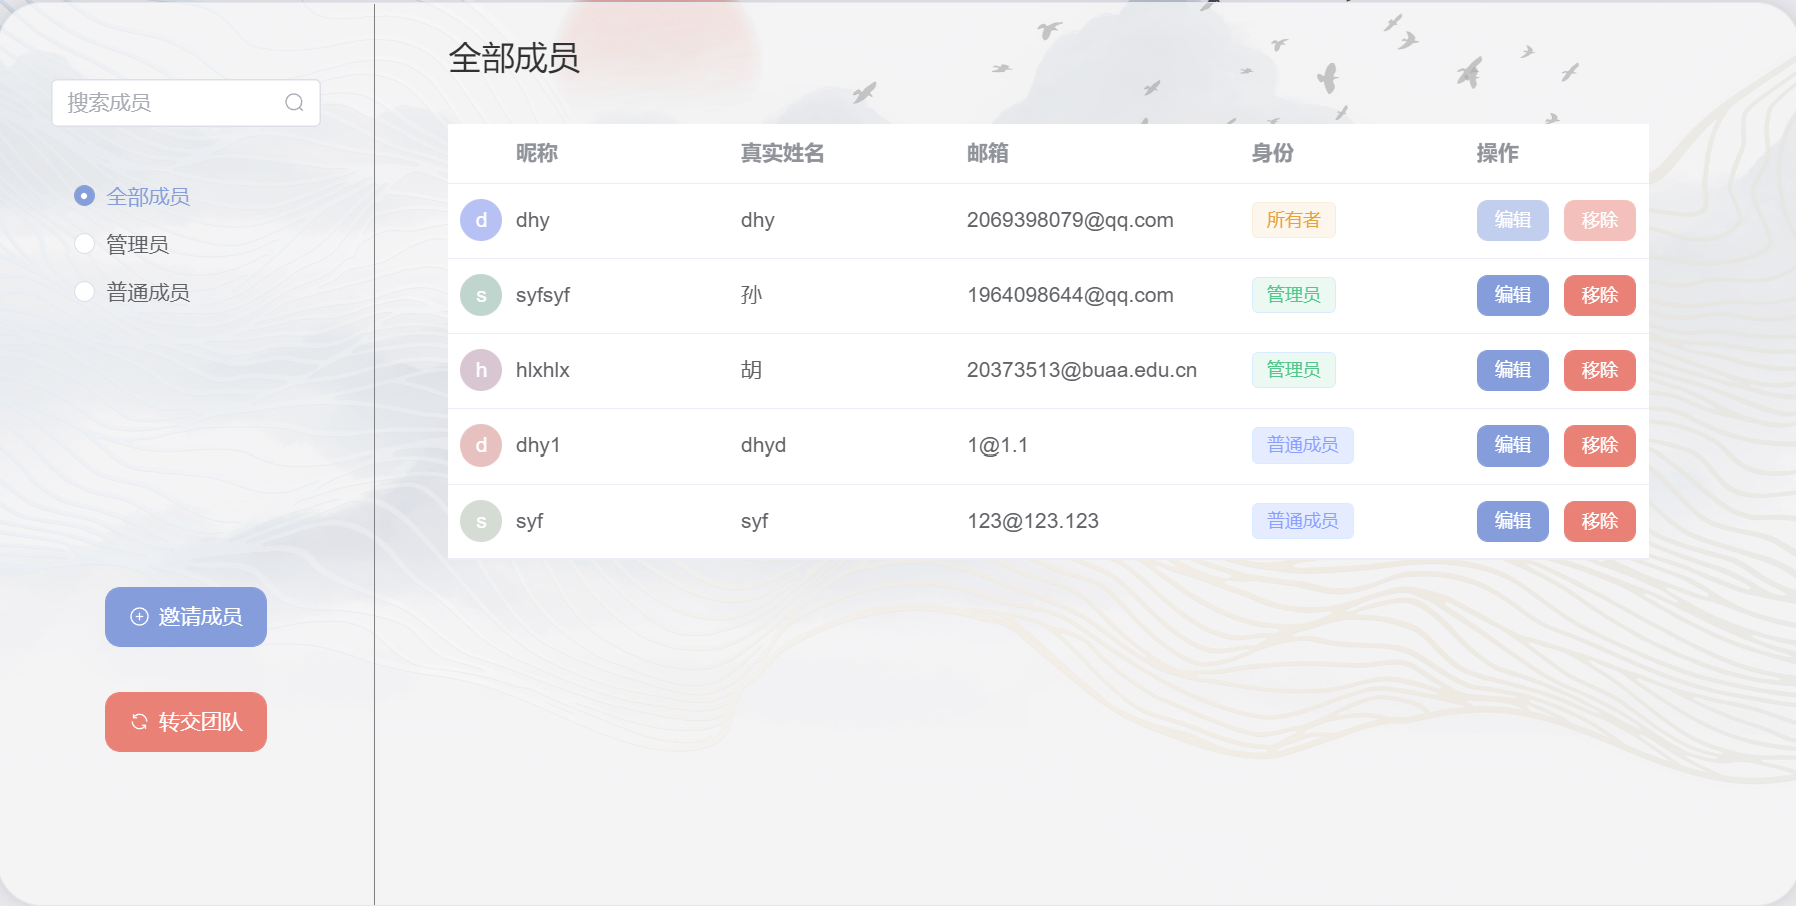 搜索成员
全部成员
管理员
普通成员
邀请成员
转交团队
全部成员
昵称 真实姓名 邮箱 身份 操作
d dhy dhy 2069398079@qq.com 所有者 编辑 移除
s syfsyf 孙 1964098644@qq.com 管理员 编辑 移除
h hlxhlx 胡 20373513@buaa.edu.cn 管理员 编辑 移除
d dhy1 dhyd 1@1.1 普通成员 编辑 移除
s syf syf 123@123.123 普通成员 编辑 移除